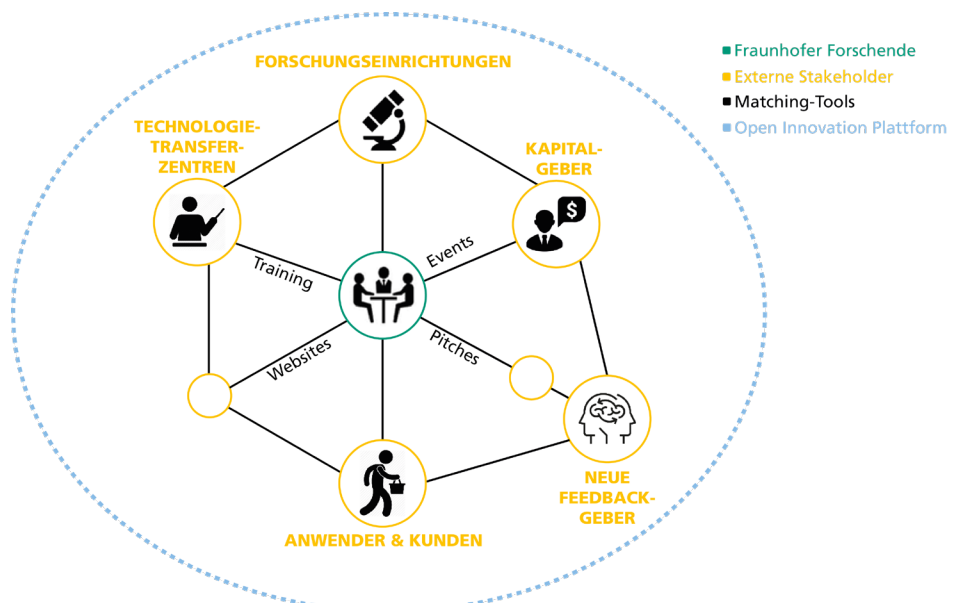 FORSCHUNGSEINRICHTUNGEN
TECHNOLOGIE-
TRANSFER-
ZENTREN
KAPITAL-
GEBER
$
Training
Events
Websites
Pitches
NEUE
FEEDBACK-
GEBER
ANWENDER & KUNDEN
Fraunhofer Forschende
Externe Stakeholder
Matching-Tools
Open Innovation Plattform